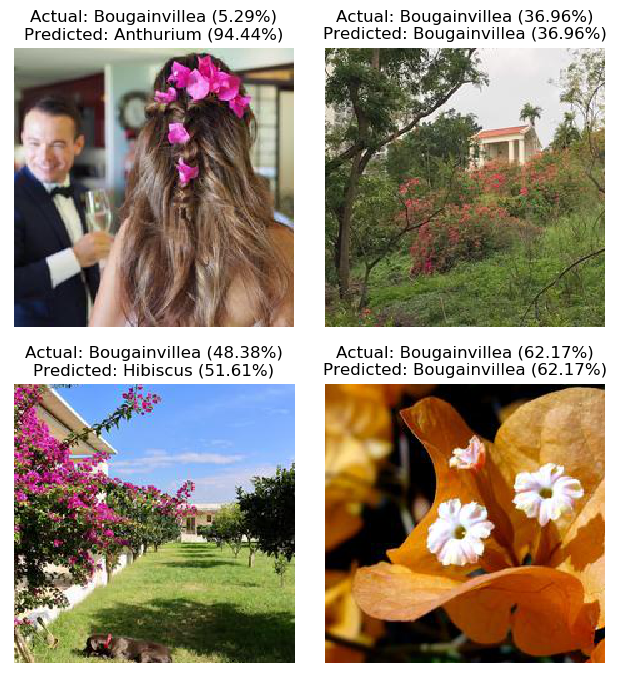 Actual: Bougainvillea (5.29%)
Predicted: Anthurium (94.44%)
Actual: Bougainvillea (36.96%)
Predicted: Bougainvillea (36.96%)
Actual: Bougainvillea (48.38%)
Predicted: Hibiscus (51.61%)
Actual: Bougainvillea (62.17%)
Predicted: Bougainvillea (62.17%)